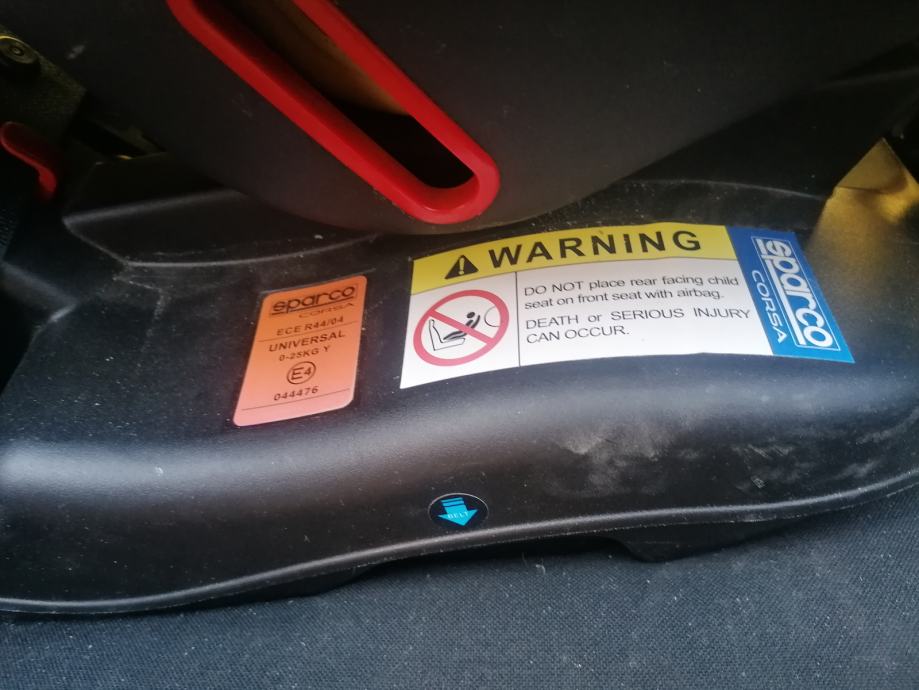 sparco
CORSA
ECE R44/04
UNIVERSAL
0-25KG Y
E4
044476
WARNING
DO NOT place rear facing child
seat on front seat with airbag.
DEATH or SERIOUS INJURY
CAN OCCUR.
sparco
CORSA
BELT